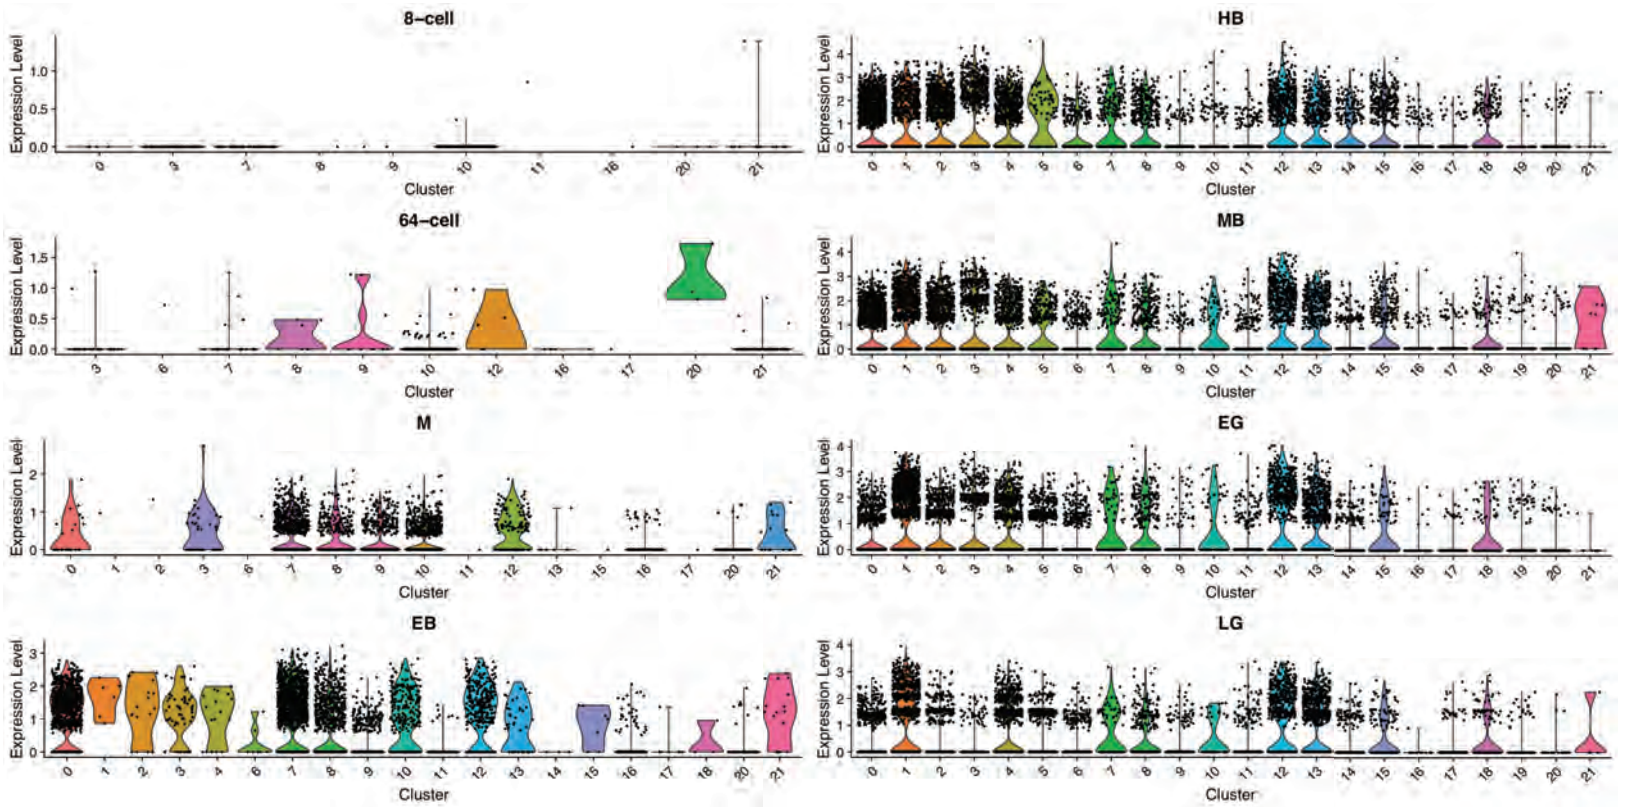 8-cell
Expression Level
1.0
0.5
0.0
0 3 7 8 9 10 11 18 20 21
Cluster
64-cell
Expression Level
1.5
1.0
0.5
0.0
3 6 7 8 9 10 12 16 17 20 21
Cluster
M
Expression Level
2
1
0
0 1 2 3 6 7 8 9 10 11 12 13 15 16 17 20 21
Cluster
EB
Expression Level
3
2
1
0
0 1 2 3 4 6 7 8 9 10 11 12 13 14 15 16 17 18 20 21
Cluster
HB
Expression Level
4
3
2
1
0
0 1 2 3 4 5 6 7 8 9 10 11 12 13 14 15 16 17 18 19 20 21
Cluster
MB
Expression Level
4
3
2
1
0
0 1 2 3 4 5 6 7 8 9 10 11 12 13 14 15 16 17 18 19 20 21
Cluster
EG
Expression Level
4
3
2
1
0
0 1 2 3 4 5 6 7 8 9 10 11 12 13 14 15 16 17 18 19 20 21
Cluster
LG
Expression Level
4
3
2
1
0
0 1 2 3 4 5 6 7 8 9 10 11 12 13 14 15 16 17 18 19 20 21
Cluster